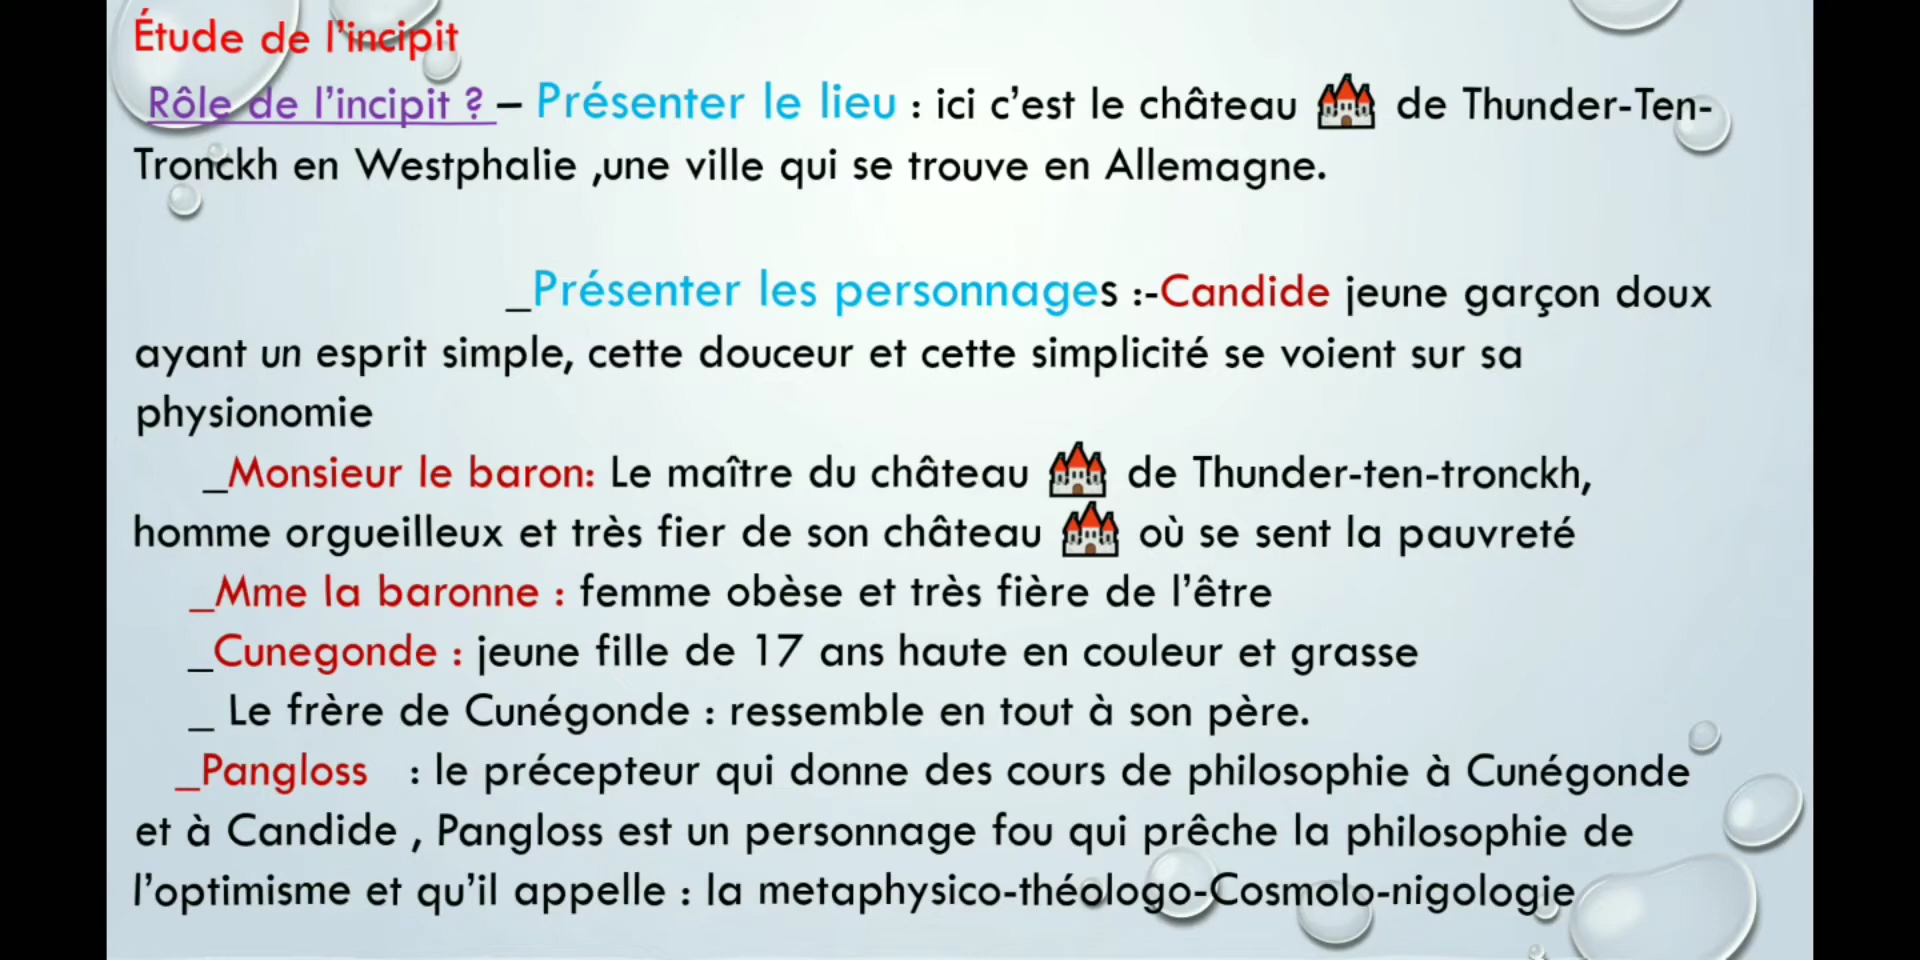 Étude de l'incipit
Rôle de l'incipit ? – Présenter le lieu : ici c'est le château 🏰 de Thunder-Ten-
Tronckh en Westphalie ,une ville qui se trouve en Allemagne.
_Présenter les personnages :-Candide jeune garçon doux
ayant un esprit simple, cette douceur et cette simplicité se voient sur sa
physionomie
_Monsieur le baron: Le maître du château 🏰 de Thunder-ten-tronckh,
homme orgueilleux et très fier de son château 🏰 où se sent la pauvreté
_Mme la baronne : femme obèse et très fière de l'être
_Cunegonde : jeune fille de 17 ans haute en couleur et grasse
_ Le frère de Cunégonde : ressemble en tout à son père.
_Pangloss : le précepteur qui donne des cours de philosophie à Cunégonde
et à Candide , Pangloss est un personnage fou qui prêche la philosophie de
l'optimisme et qu'il appelle : la metaphysico-théologo-Cosmolo-nigologie